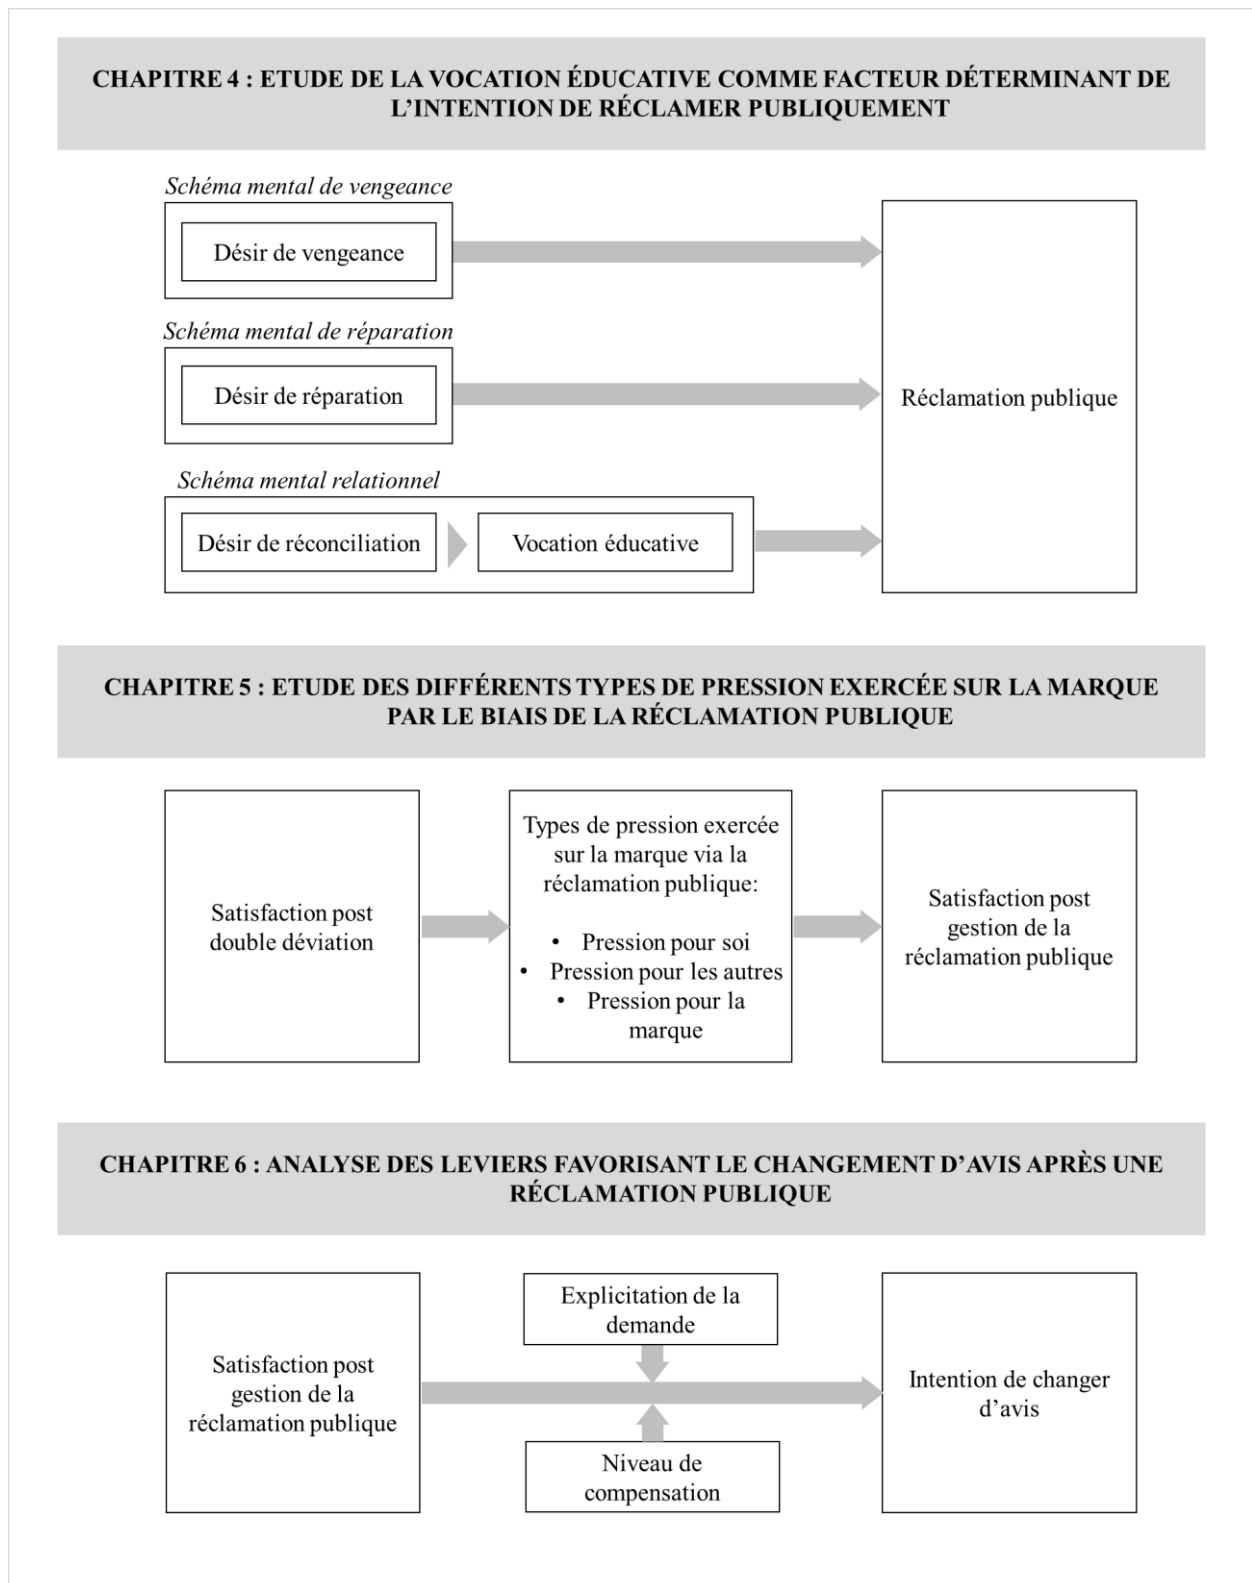 CHAPITRE 4 : ETUDE DE LA VOCATION ÉDUCATIVE COMME FACTEUR DÉTERMINANT DE
L’INTENTION DE RÉCLAMER PUBLIQUEMENT
Schéma mental de vengeance
Désir de vengeance
Schéma mental de réparation
Désir de réparation
Réclamation publique
Schéma mental relationnel
Désir de réconciliation
Vocation éducative
CHAPITRE 5 : ETUDE DES DIFFÉRENTS TYPES DE PRESSION EXERCÉE SUR LA MARQUE
PAR LE BIAIS DE LA RÉCLAMATION PUBLIQUE
Satisfaction post
double déviation
Types de pression exercée
sur la marque via la
réclamation publique:
• Pression pour soi
• Pression pour les autres
• Pression pour la
marque
Satisfaction post
gestion de la
réclamation publique
CHAPITRE 6 : ANALYSE DES LEVIERS FAVORISANT LE CHANGEMENT D’AVIS APRÈS UNE
RÉCLAMATION PUBLIQUE
Satisfaction post
gestion de la
réclamation publique
Explicitation de la
demande
Niveau de
compensation
Intention de changer
d’avis